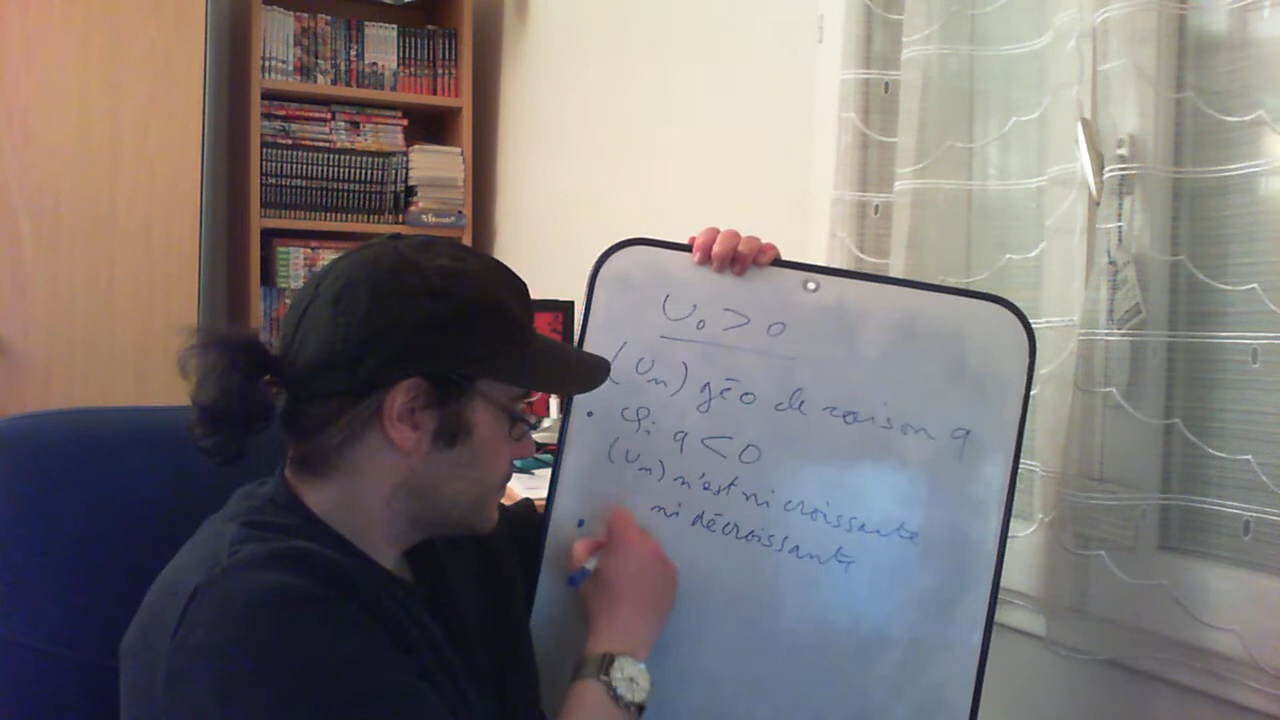 U₀ > 0
(Un) géo de raison q
• Si q < 0
(Un) n'est ni croissante
ni décroissante
•